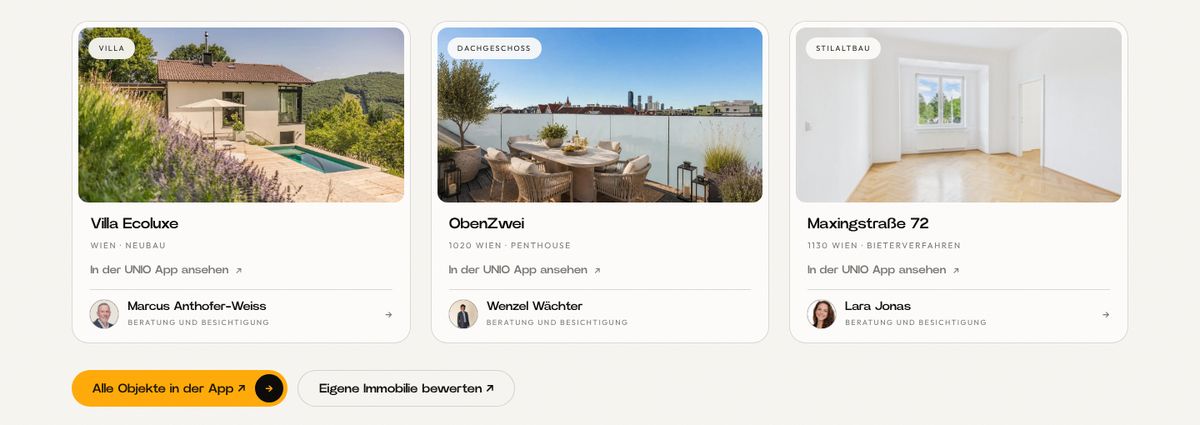 VILLA
Villa Ecoluxe
WIEN · NEUBAU
In der UNIO App ansehen ↗
Marcus Anthofer-Weiss
BERATUNG UND BESICHTIGUNG
→
DACHGESCHOSS
ObenZwei
1020 WIEN · PENTHOUSE
In der UNIO App ansehen ↗
Wenzel Wächter
BERATUNG UND BESICHTIGUNG
STILALTBAU
Maxingstraße 72
1130 WIEN · BIETERVERFAHREN
In der UNIO App ansehen ↗
Lara Jonas
BERATUNG UND BESICHTIGUNG
→
Alle Objekte in der App ↗ →
Eigene Immobilie bewerten ↗